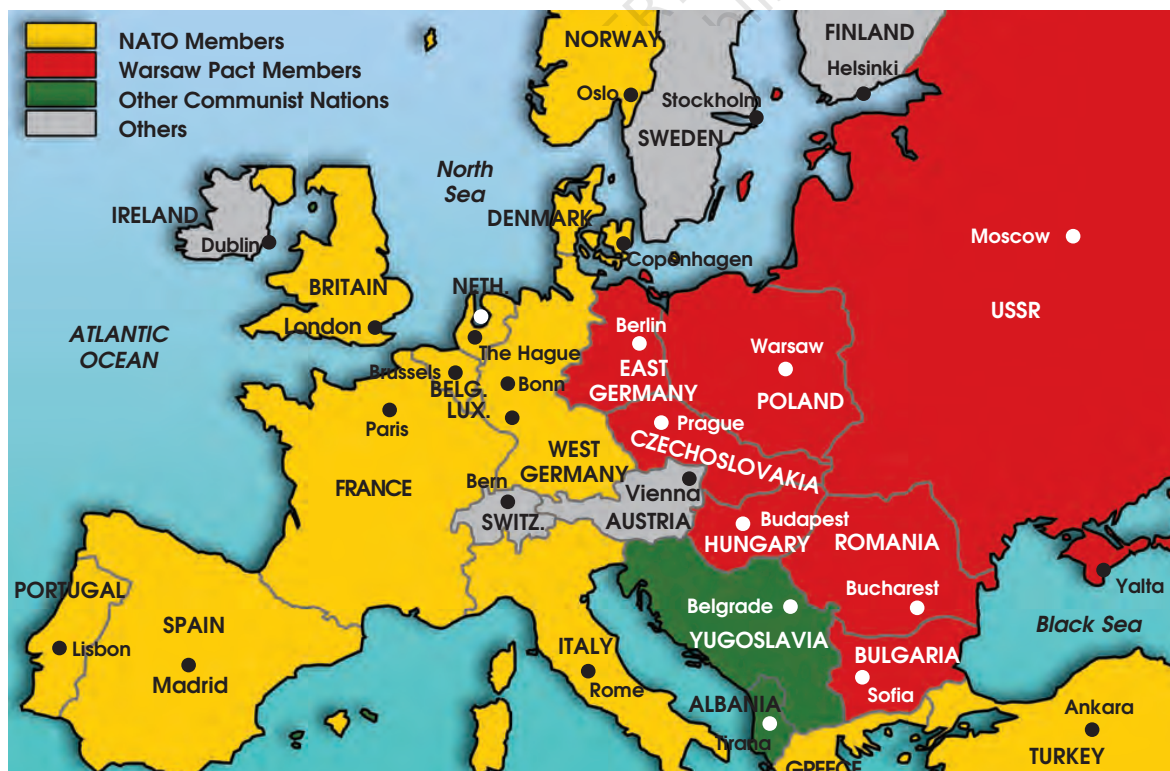 NATO Members
Warsaw Pact Members
Other Communist Nations
Others
NORWAY
Oslo
FINLAND
Helsinki
Stockholm
SWEDEN
North
Sea
IRELAND
Dublin
DENMARK
Copenhagen
Moscow
USSR
BRITAIN
London
NETH.
The Hague
ATLANTIC
OCEAN
Berlin
EAST
GERMANY
Warsaw
POLAND
Brussels
BELG.
LUX.
Bonn
Paris
Prague
CZECHOSLOVAKIA
WEST
GERMANY
FRANCE
Bern
SWITZ.
Vienna
AUSTRIA
Budapest
HUNGARY
ROMANIA
Bucharest
Yalta
Black Sea
PORTUGAL
Lisbon
SPAIN
Madrid
ITALY
Rome
Belgrade
YUGOSLAVIA
BULGARIA
Sofia
ALBANIA
Tirana
GREECE
Ankara
TURKEY